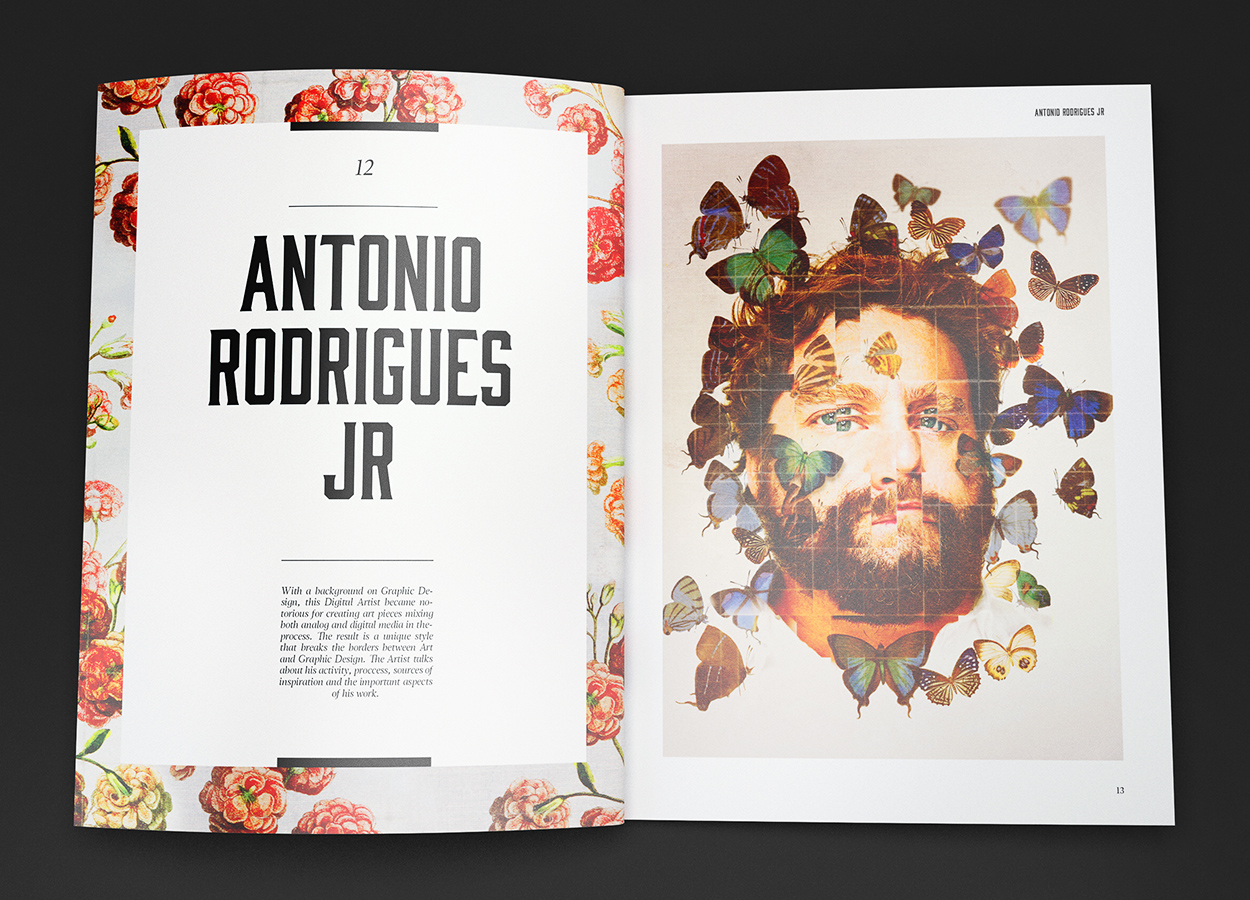 12
ANTONIO
RODRIGUES
JR
With a background on Graphic De-
sign, this Digital Artist became no-
torious for creating art pieces mixing
both analog and digital media in the-
process. The result is a unique style
that breaks the borders between Art
and Graphic Design. The Artist talks
about his activity, proccess, sources of
inspiration and the important aspects
of his work.
ANTONIO RODRIGUES JR
13